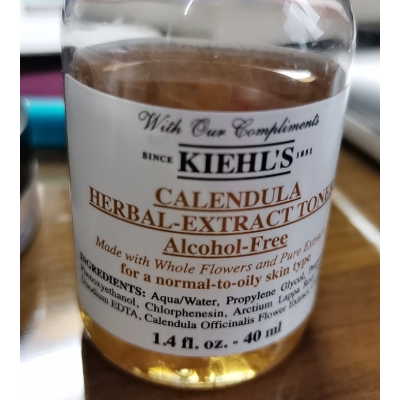 With Our Compliments
SINCE KIEHL'S 1851
CALENDULA
HERBAL-EXTRACT TONER
Alcohol-Free
Made with Whole Flowers and Pure Extract
for a normal-to-oily skin type
INGREDIENTS: Aqua/Water, Propylene Glycol,
Phenoxyethanol, Chlorphenesin, Arctium Lappa
EDTA, Calendula Officinalis Flower Extract,
1.4 fl. oz. - 40 ml